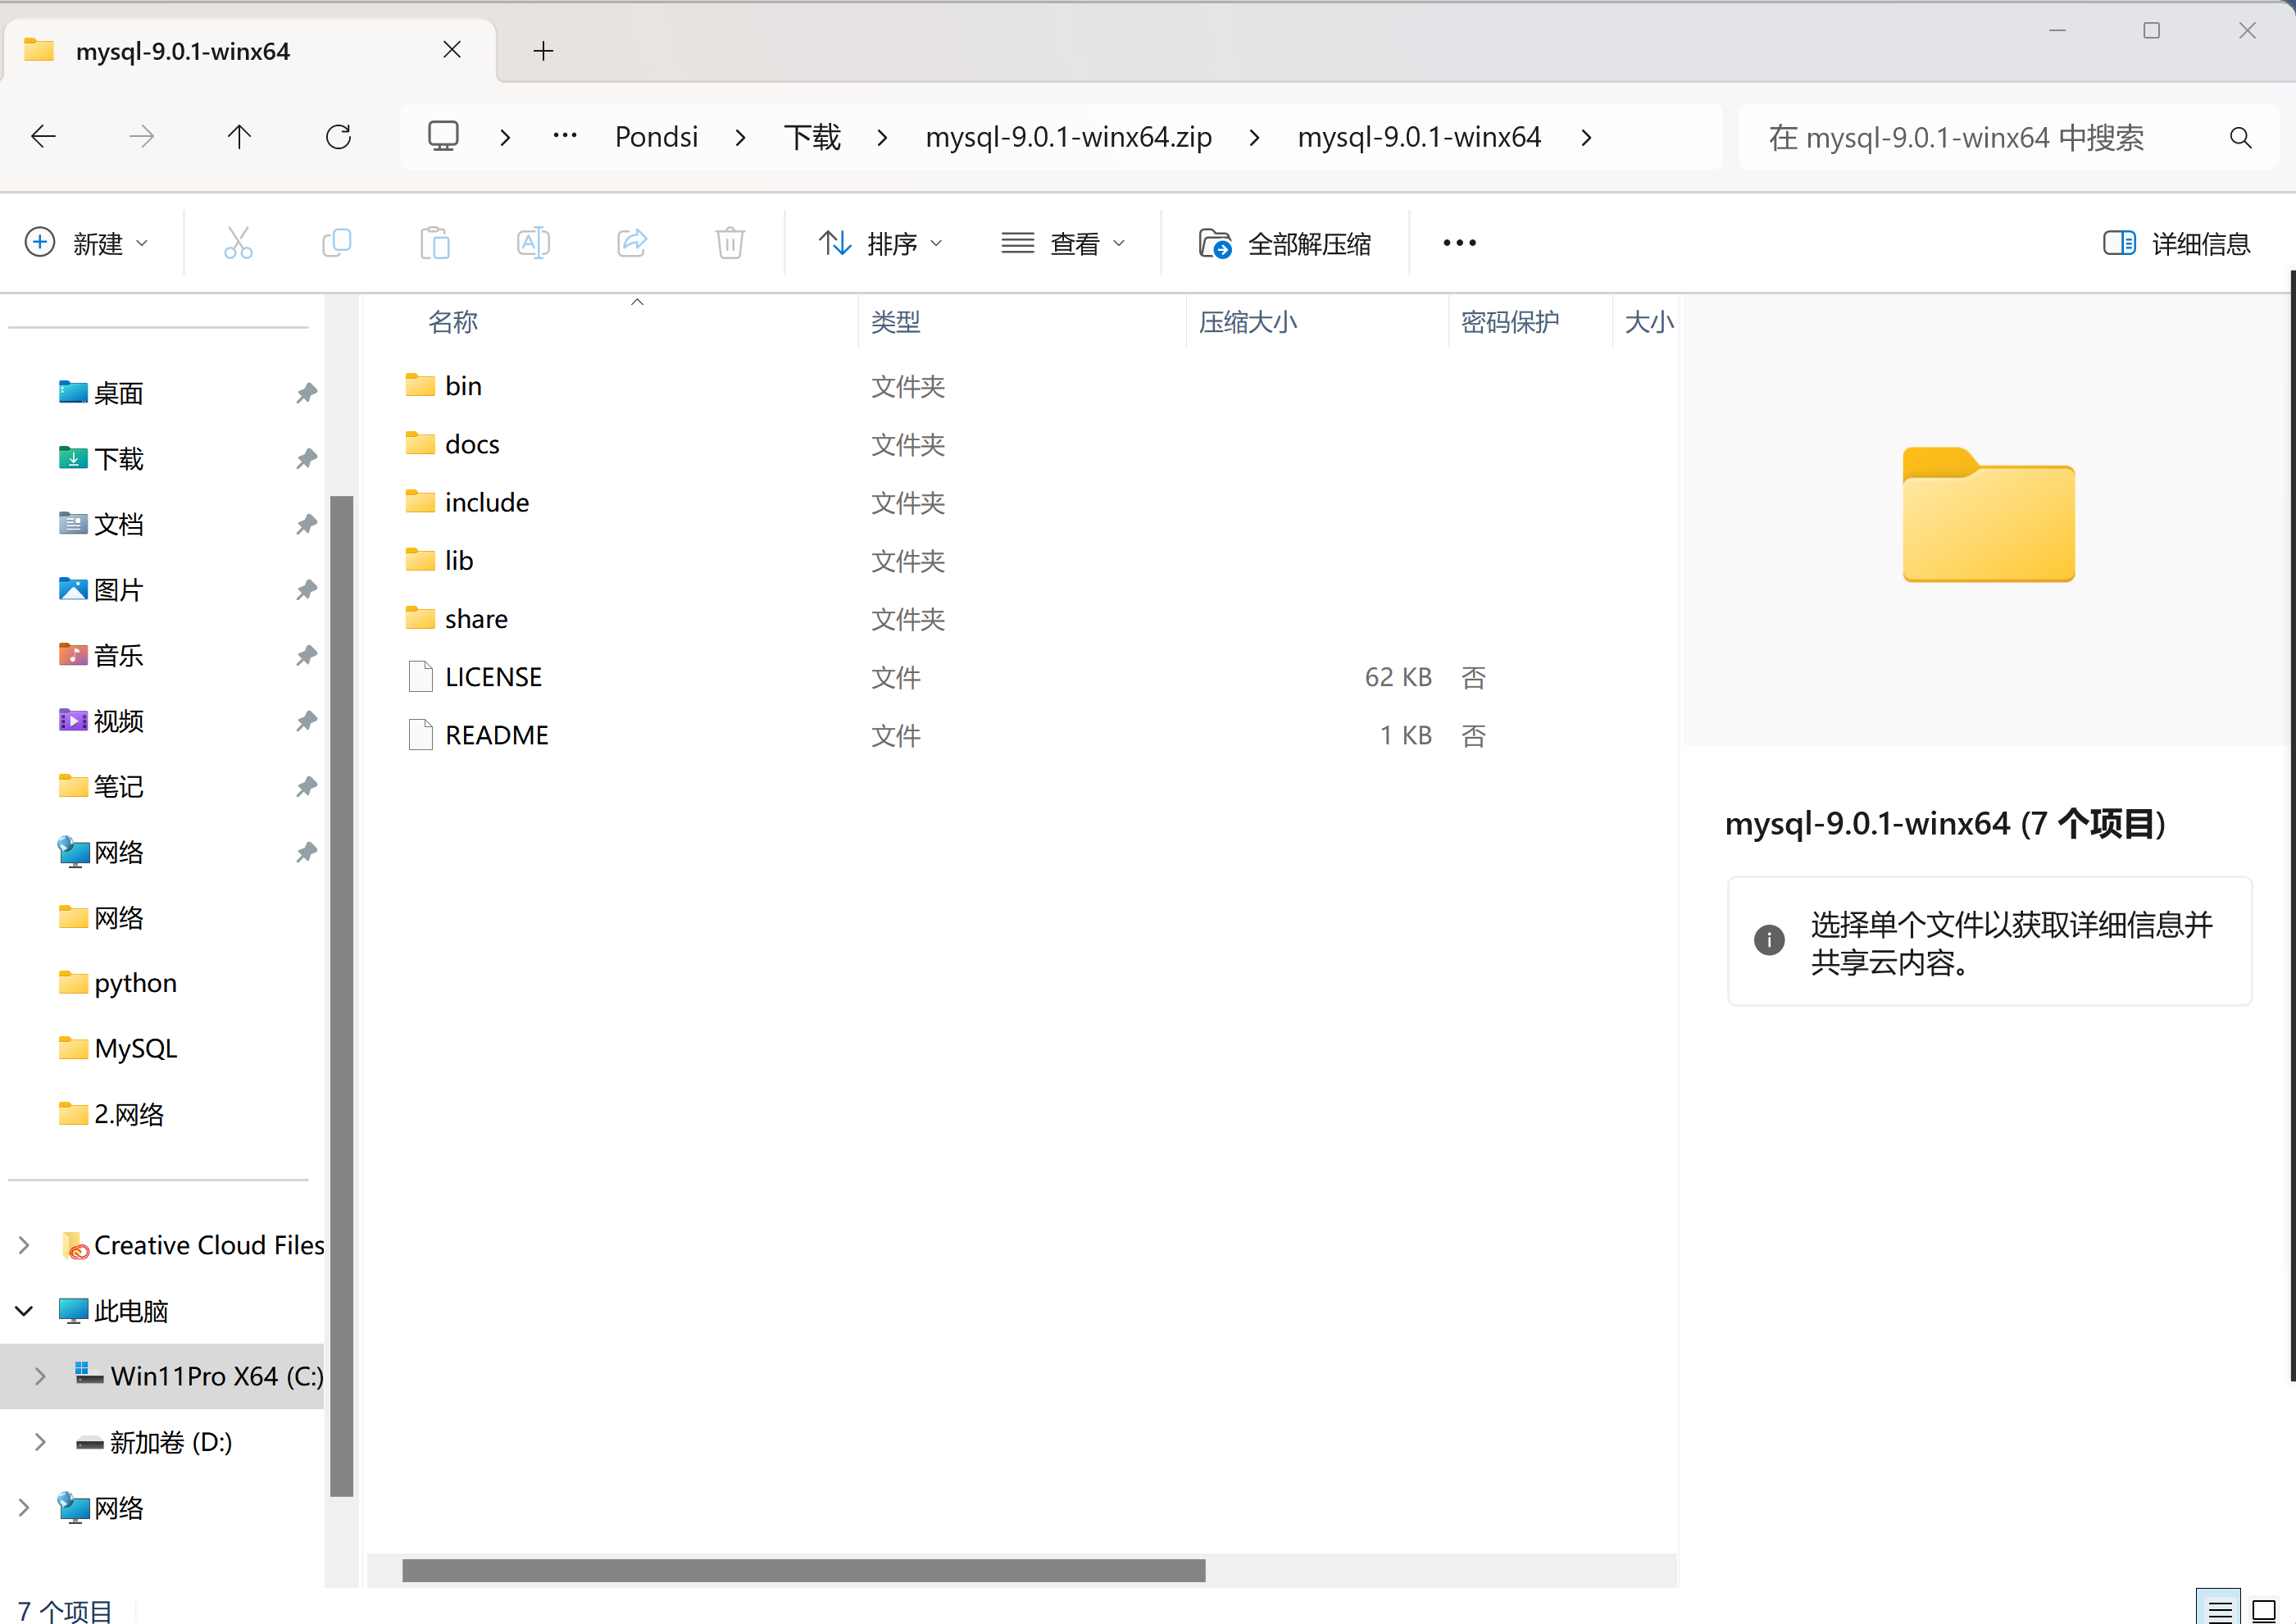 mysql-9.0.1-winx64
Pondsi 下载 mysql-9.0.1-winx64.zip mysql-9.0.1-winx64
在 mysql-9.0.1-winx64 中搜索
新建 排序 查看 全部解压缩 详细信息
名称 类型 压缩大小 密码保护 大小
bin 文件夹
docs 文件夹
include 文件夹
lib 文件夹
share 文件夹
LICENSE 文件 62 KB 否
README 文件 1 KB 否
桌面
下载
文档
图片
音乐
视频
笔记
网络
网络
python
MySQL
2.网络
Creative Cloud Files
此电脑
Win11Pro X64 (C:)
新加卷 (D:)
网络
mysql-9.0.1-winx64 (7 个项目)
选择单个文件以获取详细信息并
共享云内容。
7 个项目